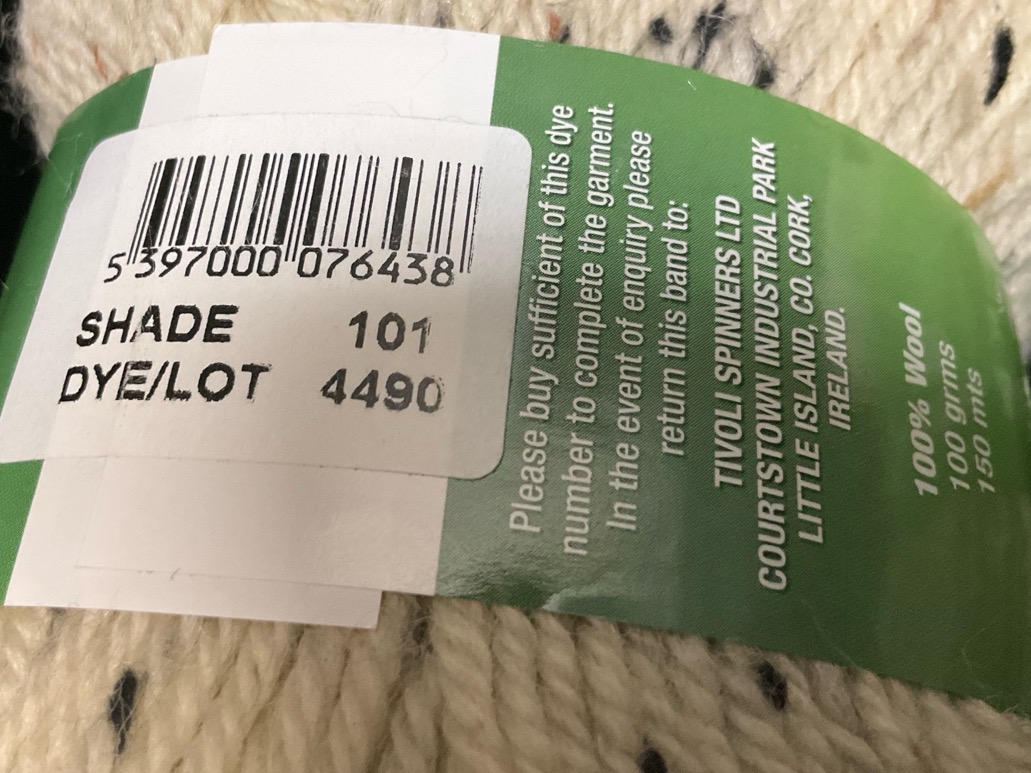 5 397000 076438
SHADE 101
DYE/LOT 4490
Please buy sufficient of this dye
number to complete the garment.
In the event of enquiry please
return this band to:
TIVOLI SPINNERS LTD
COURTSTOWN INDUSTRIAL PARK
LITTLE ISLAND, CO. CORK,
IRELAND.
100% Wool
100 grms
150 ms